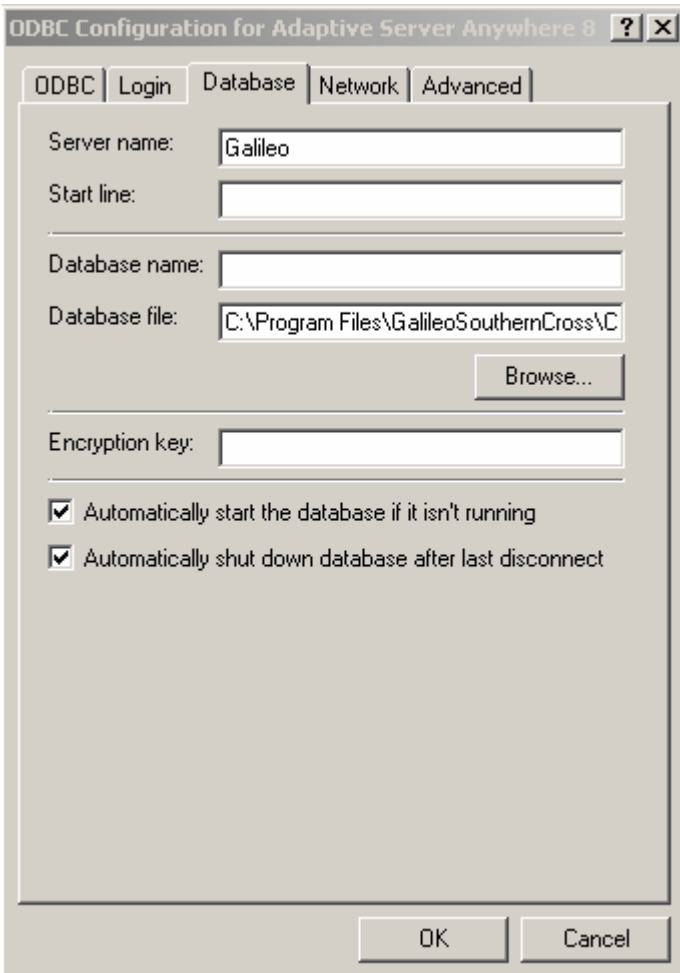 ODBC Configuration for Adaptive Server Anywhere 8
ODBC Login Database Network Advanced
Server name: Galileo
Start line:
Database name:
Database file: C:\Program Files\GalileoSouthernCross\C
Browse...
Encryption key:
Automatically start the database if it isn't running
Automatically shut down database after last disconnect
OK Cancel